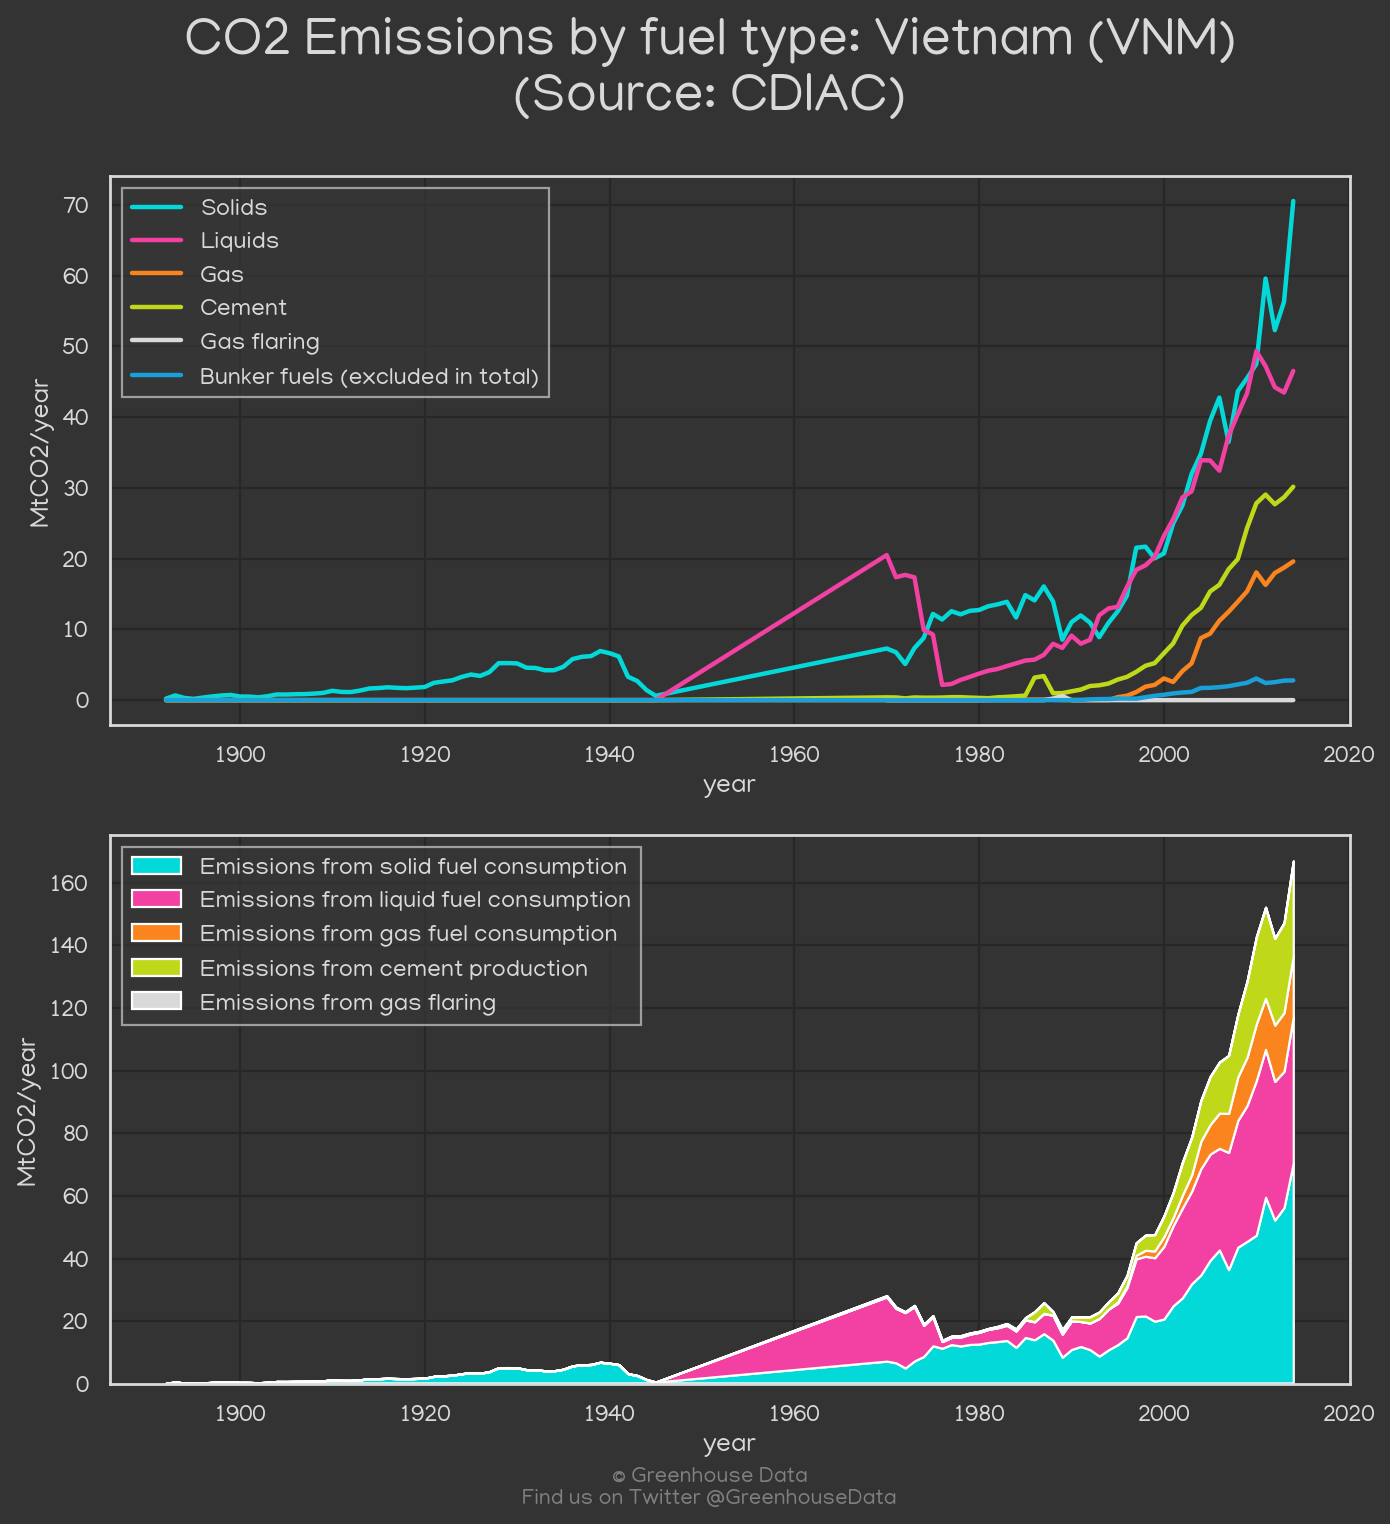 CO2 Emissions by fuel type: Vietnam (VNM)
(Source: CDIAC)
Solids
Liquids
Gas
Cement
Gas flaring
Bunker fuels (excluded in total)
MtCO2/year
70
60
50
40
30
20
10
0
1900 1920 1940 1960 1980 2000 2020
year
Emissions from solid fuel consumption
Emissions from liquid fuel consumption
Emissions from gas fuel consumption
Emissions from cement production
Emissions from gas flaring
MtCO2/year
160
140
120
100
80
60
40
20
0
1900 1920 1940 1960 1980 2000 2020
year
© Greenhouse Data
Find us on Twitter @GreenhouseData